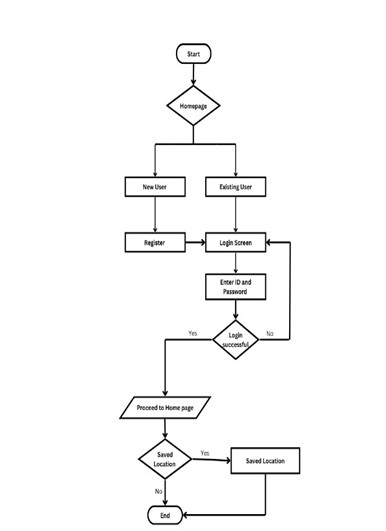 Start
Homepage
New User
Existing User
Register
Login Screen
Enter ID and
Password
Login
successful
Yes
No
Proceed to Home page
Saved
Location
Yes
Saved Location
No
End